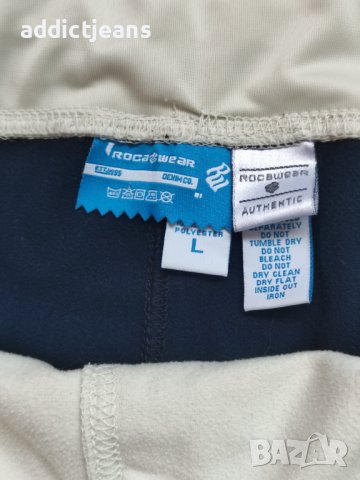 addictjeans
ROCAWEAR
DENIM CO.
ROCAWEAR
AUTHENTIC
POLYESTER
L
SEPARATELY
DO NOT
TUMBLE DRY
DO NOT
BLEACH
DO NOT
DRY CLEAN
DRY FLAT
INSIDE OUT
IRON
BAZAR